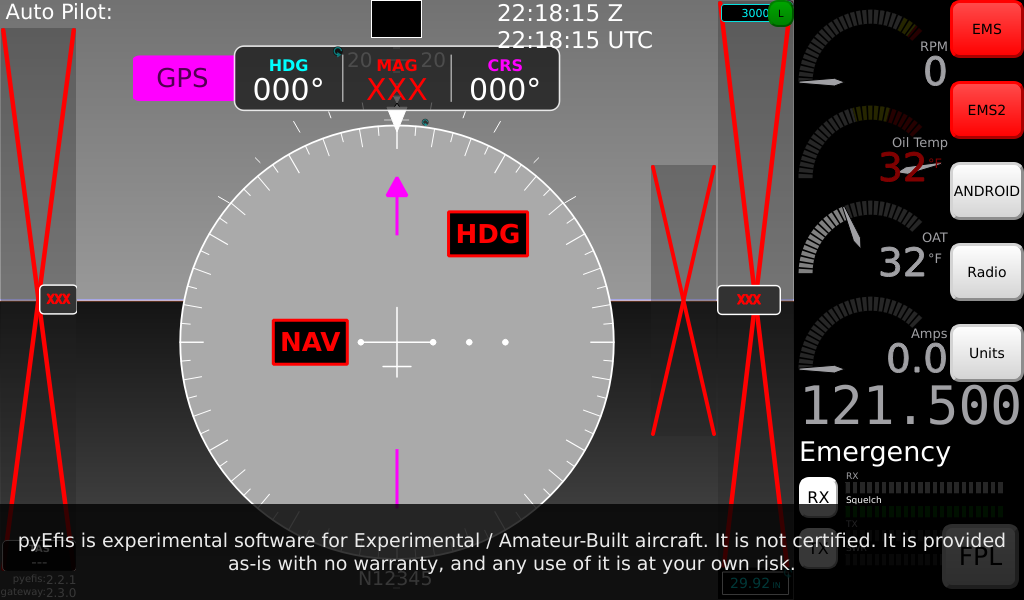 Auto Pilot:
22:18:15 Z
22:18:15 UTC
3000
L
EMS
20
20
GPS
HDG
000°
MAG
XXX
CRS
000°
RPM
0
EMS2
Oil Temp
32 °F
ANDROID
HDG
OAT
32 °F
Radio
XXX
XXX
NAV
Amps
0.0
Units
121.500
Emergency
RX
RX
Squelch
TX
TX
FPL
pyEfis is experimental software for Experimental / Amateur-Built aircraft. It is not certified. It is provided
as-is with no warranty, and any use of it is at your own risk.
---
pyefis:2.2.1
gateway:2.3.0
N12345
29.92 IN